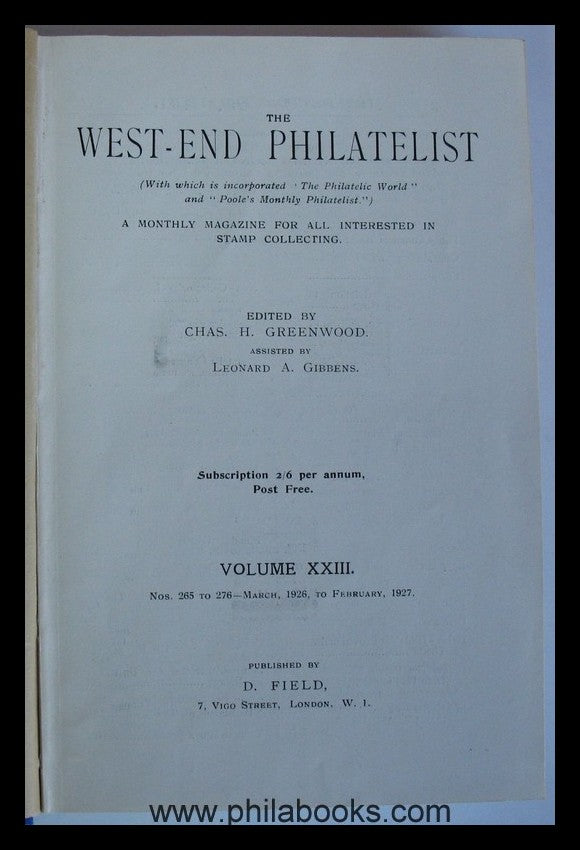 THE
WEST-END PHILATELIST
(With which is incorporated ' The Philatelic World "
and " Poole's Monthly Philatelist.")
A MONTHLY MAGAZINE FOR ALL INTERESTED IN
STAMP COLLECTING.
EDITED BY
CHAS. H. GREENWOOD.
ASSISTED BY
LEONARD A. GIBBENS.
Subscription 2/6 per annum,
Post Free.
VOLUME XXIII.
NOS. 265 TO 276—MARCH, 1926, TO FEBRUARY, 1927.
PUBLISHED BY
D. FIELD,
7, VIGO STREET, LONDON, W. 1.
www.philabooks.com